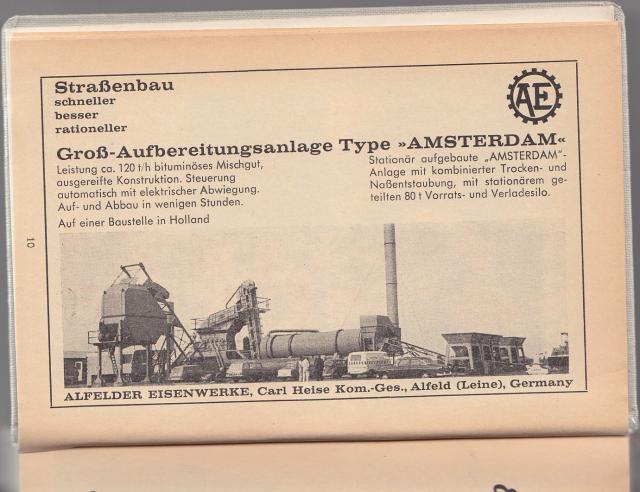 Straßenbau
schneller
besser
rationeller
AE
Groß-Aufbereitungsanlage Type »AMSTERDAM«
Leistung ca. 120 t/h bituminöses Mischgut,
ausgereifte Konstruktion. Steuerung
automatisch mit elektrischer Abwiegung.
Auf- und Abbau in wenigen Stunden.
Auf einer Baustelle in Holland
Stationär aufgebaute „AMSTERDAM"-
Anlage mit kombinierter Trocken- und
Naßentstaubung, mit stationärem ge-
teilten 80 t Vorrats- und Verladesilo.
10
ALFELDER EISENWERKE, Carl Heise Kom.-Ges., Alfeld (Leine), Germany